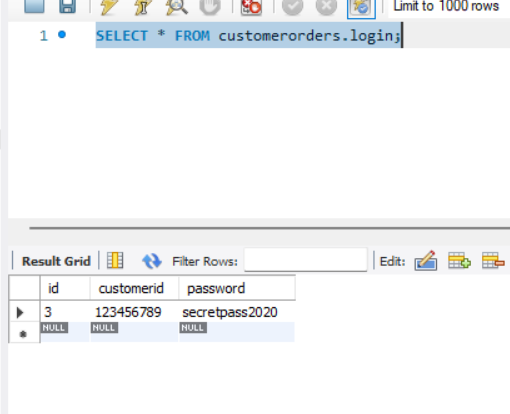 Limit to 1000 rows
1 SELECT * FROM customerorders.login;
Result Grid Filter Rows: Edit:
id customerid password
3 123456789 secretpass2020
NULL NULL NULL